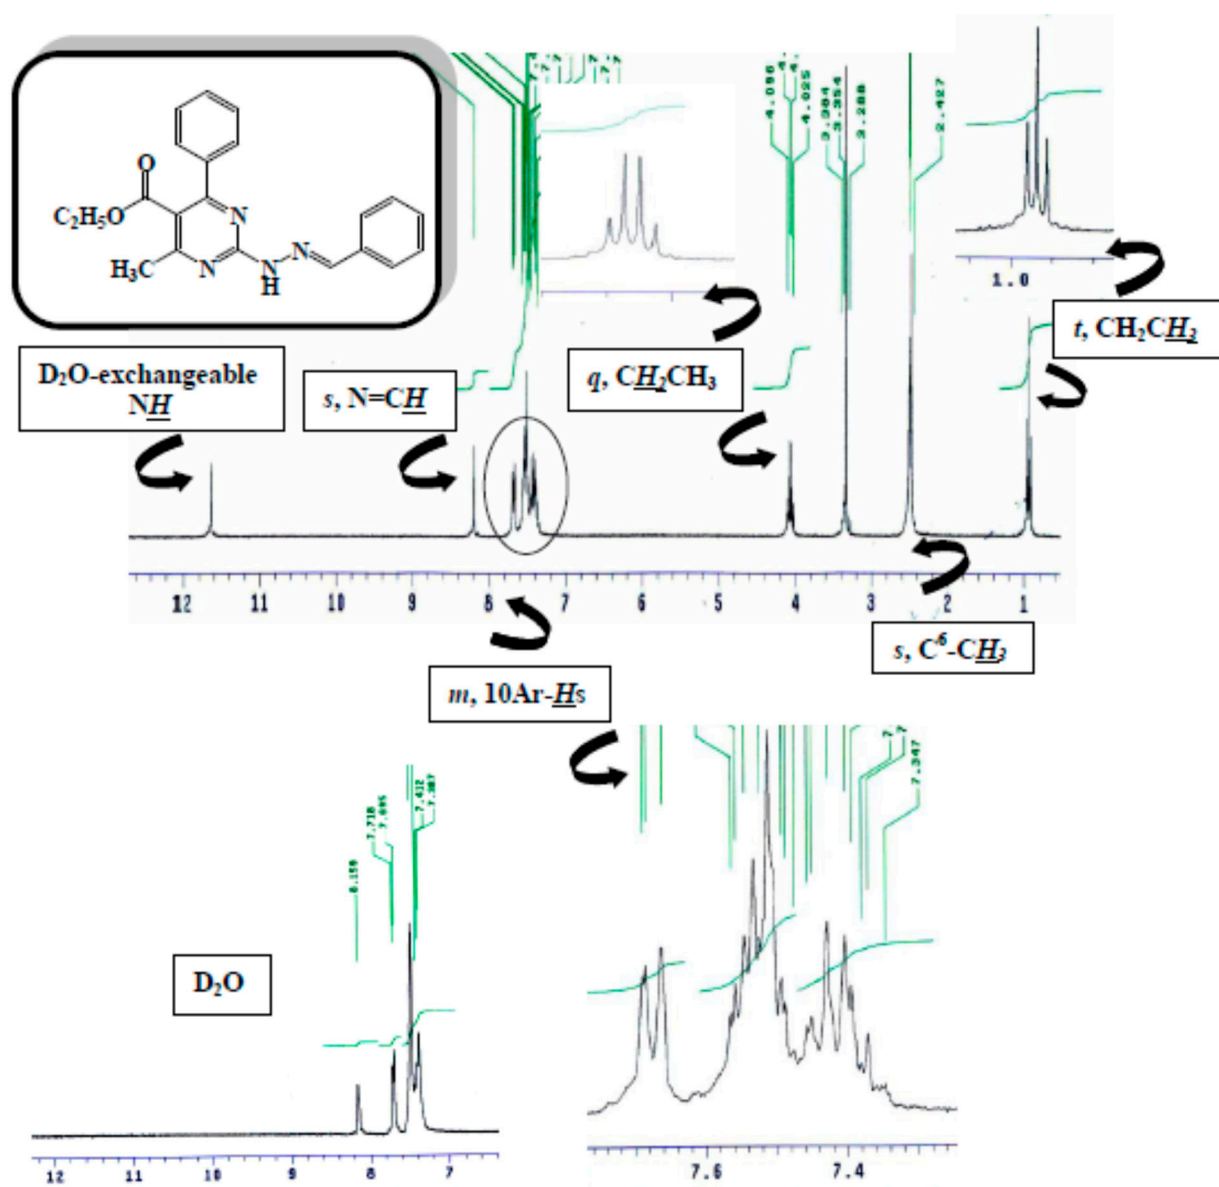 4.096
4.025
3.384
3.354
3.288
2.427
O
C₂H₅O
N
H₃C
N
N
N
H
1.0
t, CH₂CH₃
D₂O-exchangeable
NH
s, N=CH
q, CH₂CH₃
12 11 10 9 8 7 6 5 4 3 2 1
s, C⁶-CH₃
m, 10Ar-Hs
7.347
7.718
7.695
7.412
7.387
8.159
D₂O
7.6 7.4
12 11 10 9 8 7